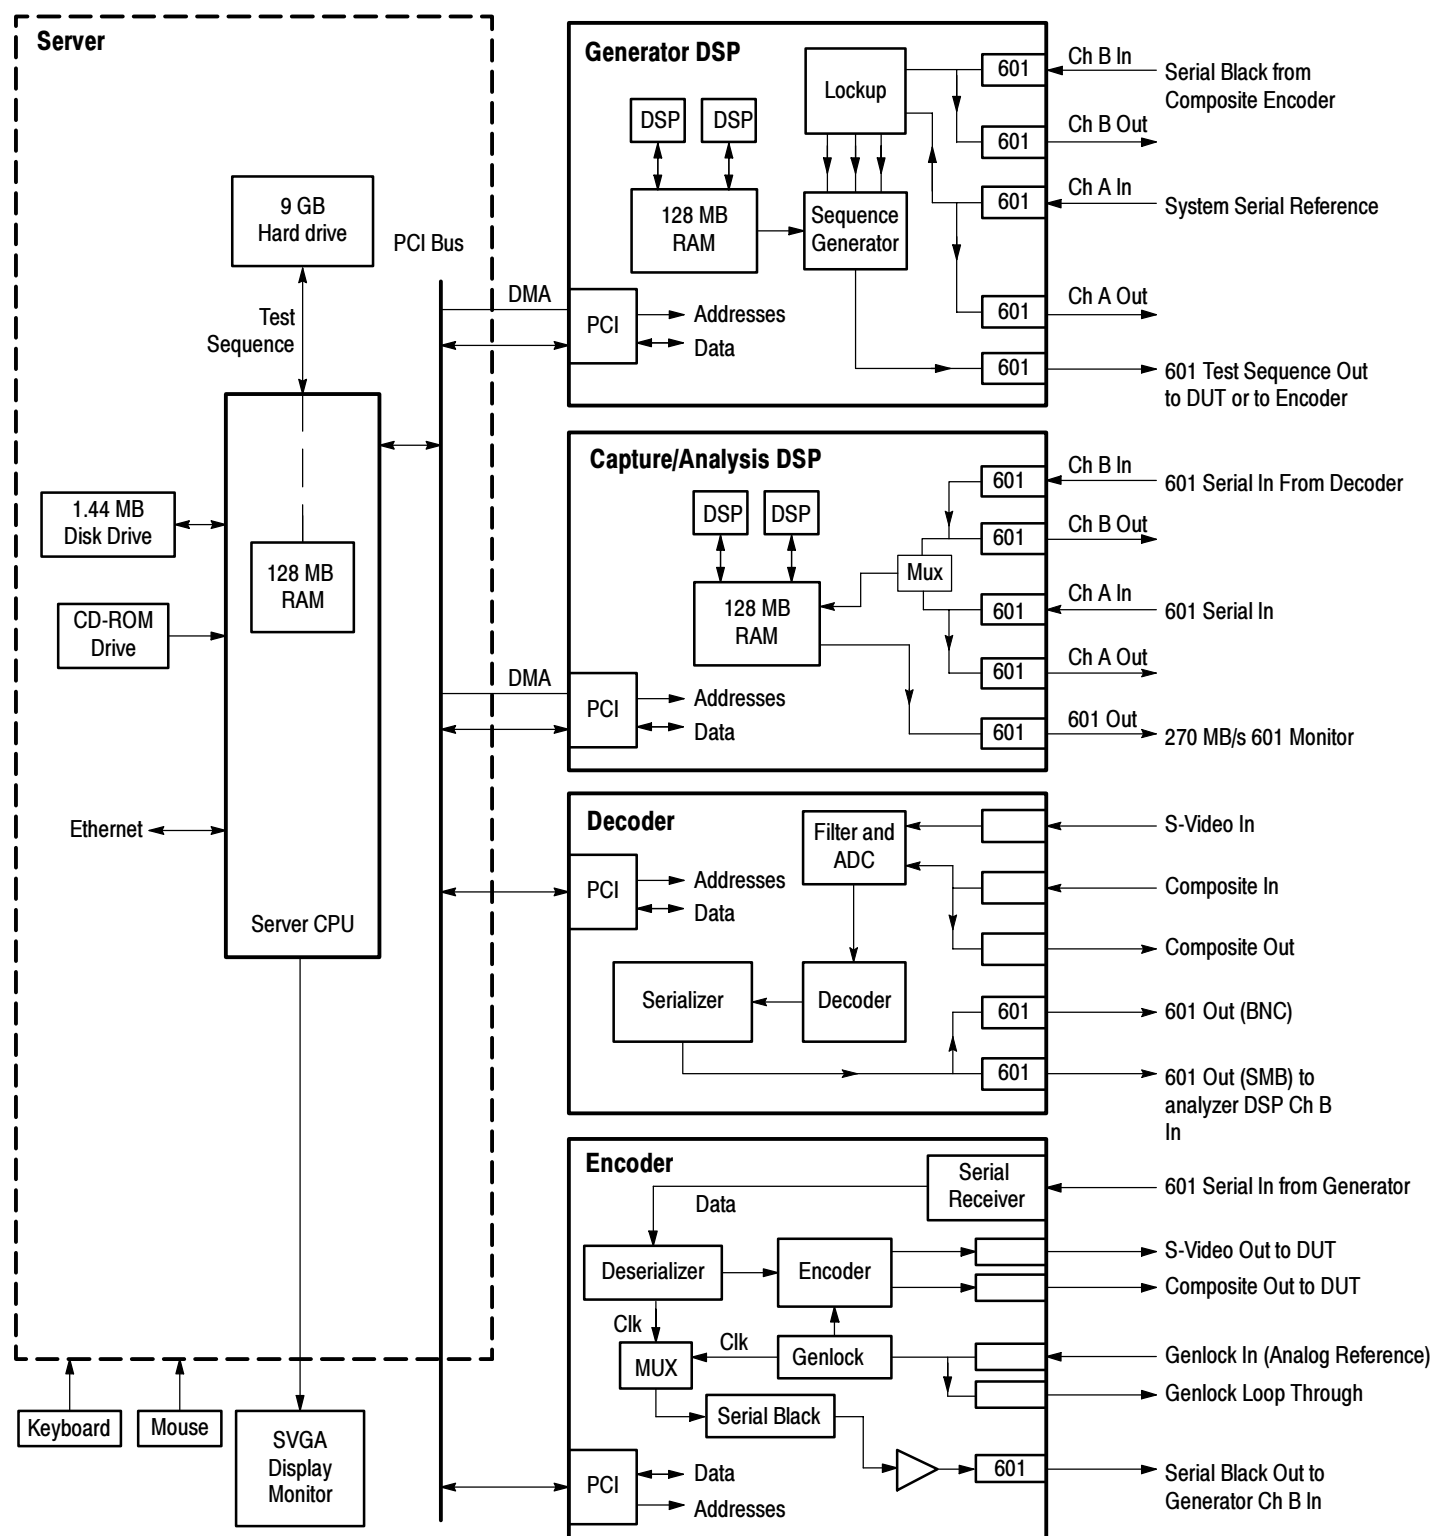 Server
9 GB
Hard drive
PCI Bus
Test
Sequence
1.44 MB
Disk Drive
128 MB
RAM
CD-ROM
Drive
Ethernet
Server CPU
Keyboard
Mouse
SVGA
Display
Monitor
Generator DSP
DSP
DSP
Lockup
128 MB
RAM
Sequence
Generator
DMA
PCI
Addresses
Data
601
Ch B In
Serial Black from
Composite Encoder
601
Ch B Out
601
Ch A In
System Serial Reference
601
Ch A Out
601
601 Test Sequence Out
to DUT or to Encoder
Capture/Analysis DSP
DSP
DSP
128 MB
RAM
Mux
DMA
PCI
Addresses
Data
601
Ch B In
601 Serial In From Decoder
601
Ch B Out
601
Ch A In
601 Serial In
601
Ch A Out
601
601 Out
270 MB/s 601 Monitor
Decoder
Filter and
ADC
PCI
Addresses
Data
Serializer
Decoder
S-Video In
Composite In
Composite Out
601
601 Out (BNC)
601
601 Out (SMB) to
analyzer DSP Ch B
In
Encoder
Serial
Receiver
601 Serial In from Generator
Data
Deserializer
Encoder
S-Video Out to DUT
Composite Out to DUT
Clk
MUX
Clk
Genlock
Genlock In (Analog Reference)
Genlock Loop Through
Serial Black
PCI
Data
Addresses
601
Serial Black Out to
Generator Ch B In